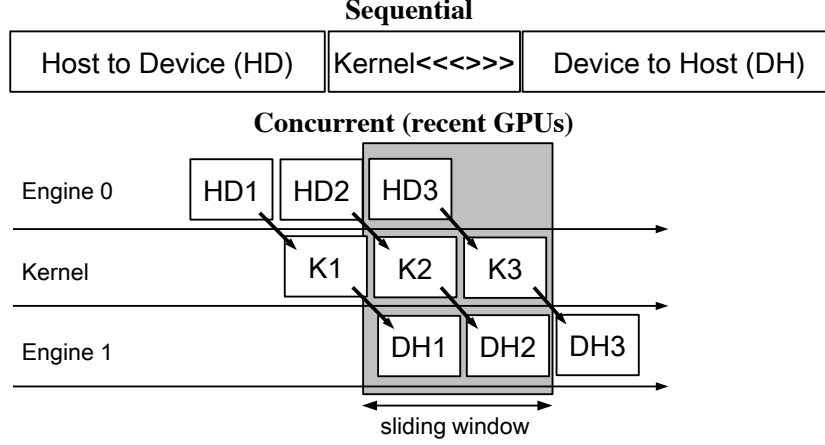 Sequential
Host to Device (HD) Kernel<<<>>> Device to Host (DH)
Concurrent (recent GPUs)
Engine 0 HD1 HD2 HD3
Kernel K1 K2 K3
Engine 1 DH1 DH2 DH3
sliding window